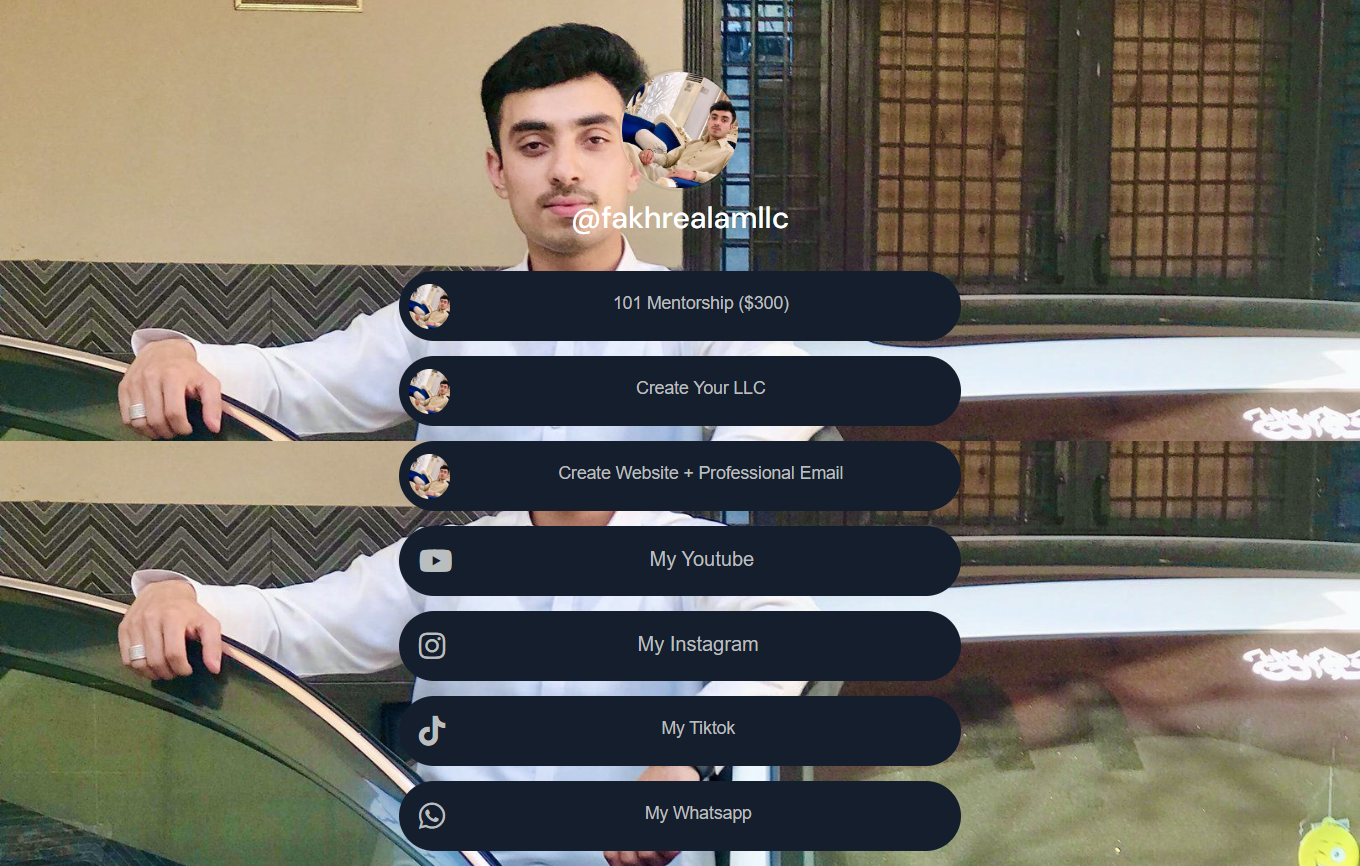 @fakhrealamllc
101 Mentorship ($300)
Create Your LLC
Create Website + Professional Email
My Youtube
My Instagram
My Tiktok
My Whatsapp